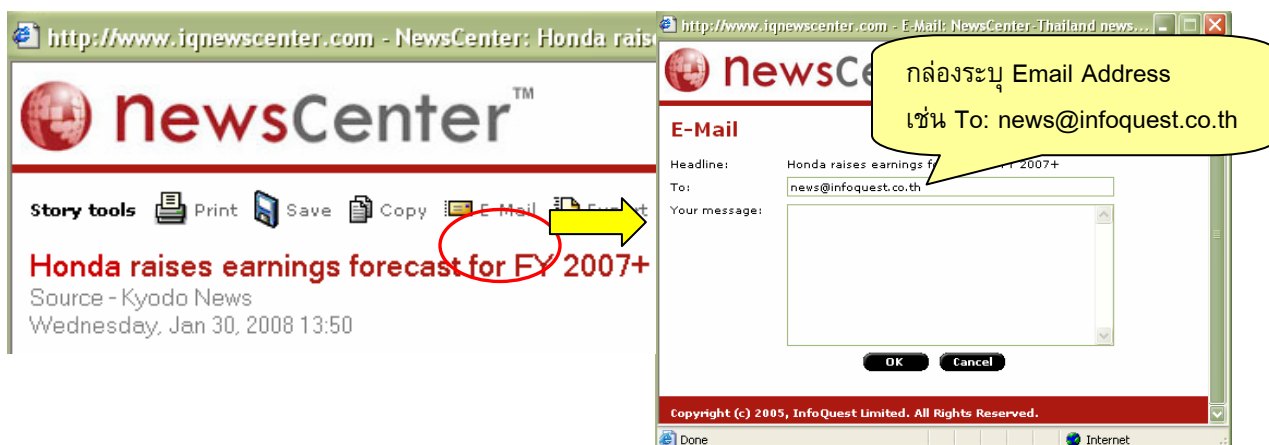 http://www.iqnewscenter.com - NewsCenter: Honda rais
newsCenter™
Story tools Print Save Copy E-Mail
Honda raises earnings forecast for FY 2007+
Source - Kyodo News
Wednesday, Jan 30, 2008 13:50
http://www.iqnewscenter.com - E-Mail: NewsCenter-Thailand news...
newsCe
กล่องระบุ Email Address
เช่น To: news@infoquest.co.th
E-Mail
Headline: Honda raises earnings f FY 2007+
To: news@infoquest.co.th
Your message:
OK Cancel
Copyright (c) 2005, InfoQuest Limited. All Rights Reserved.
Done Internet